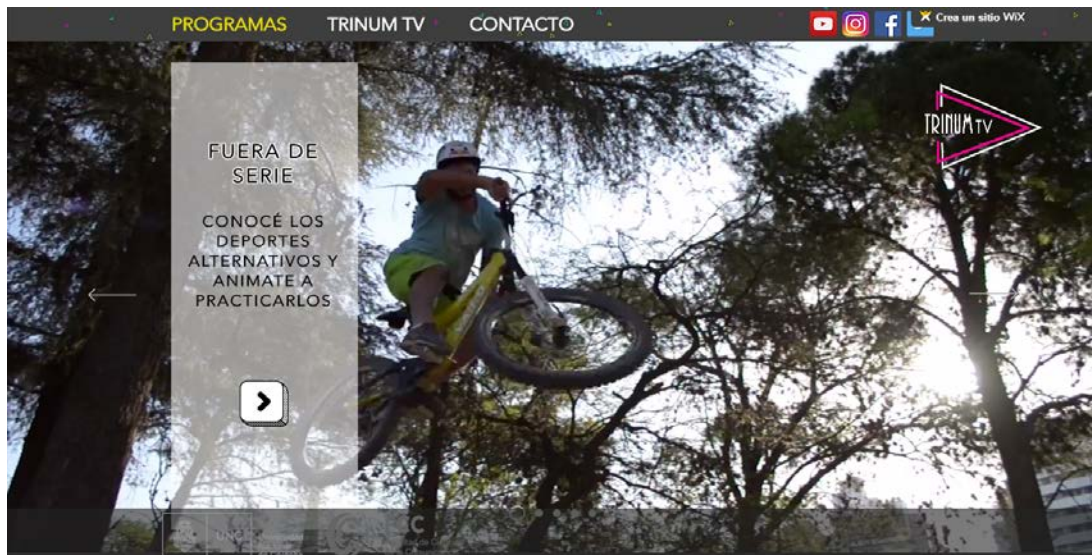 PROGRAMAS TRINUM TV CONTACTO
Crea un sitio WiX
TRINUM TV
FUERA DE
SERIE
CONOCÉ LOS
DEPORTES
ALTERNATIVOS Y
ANIMATE A
PRACTICARLOS
UNC